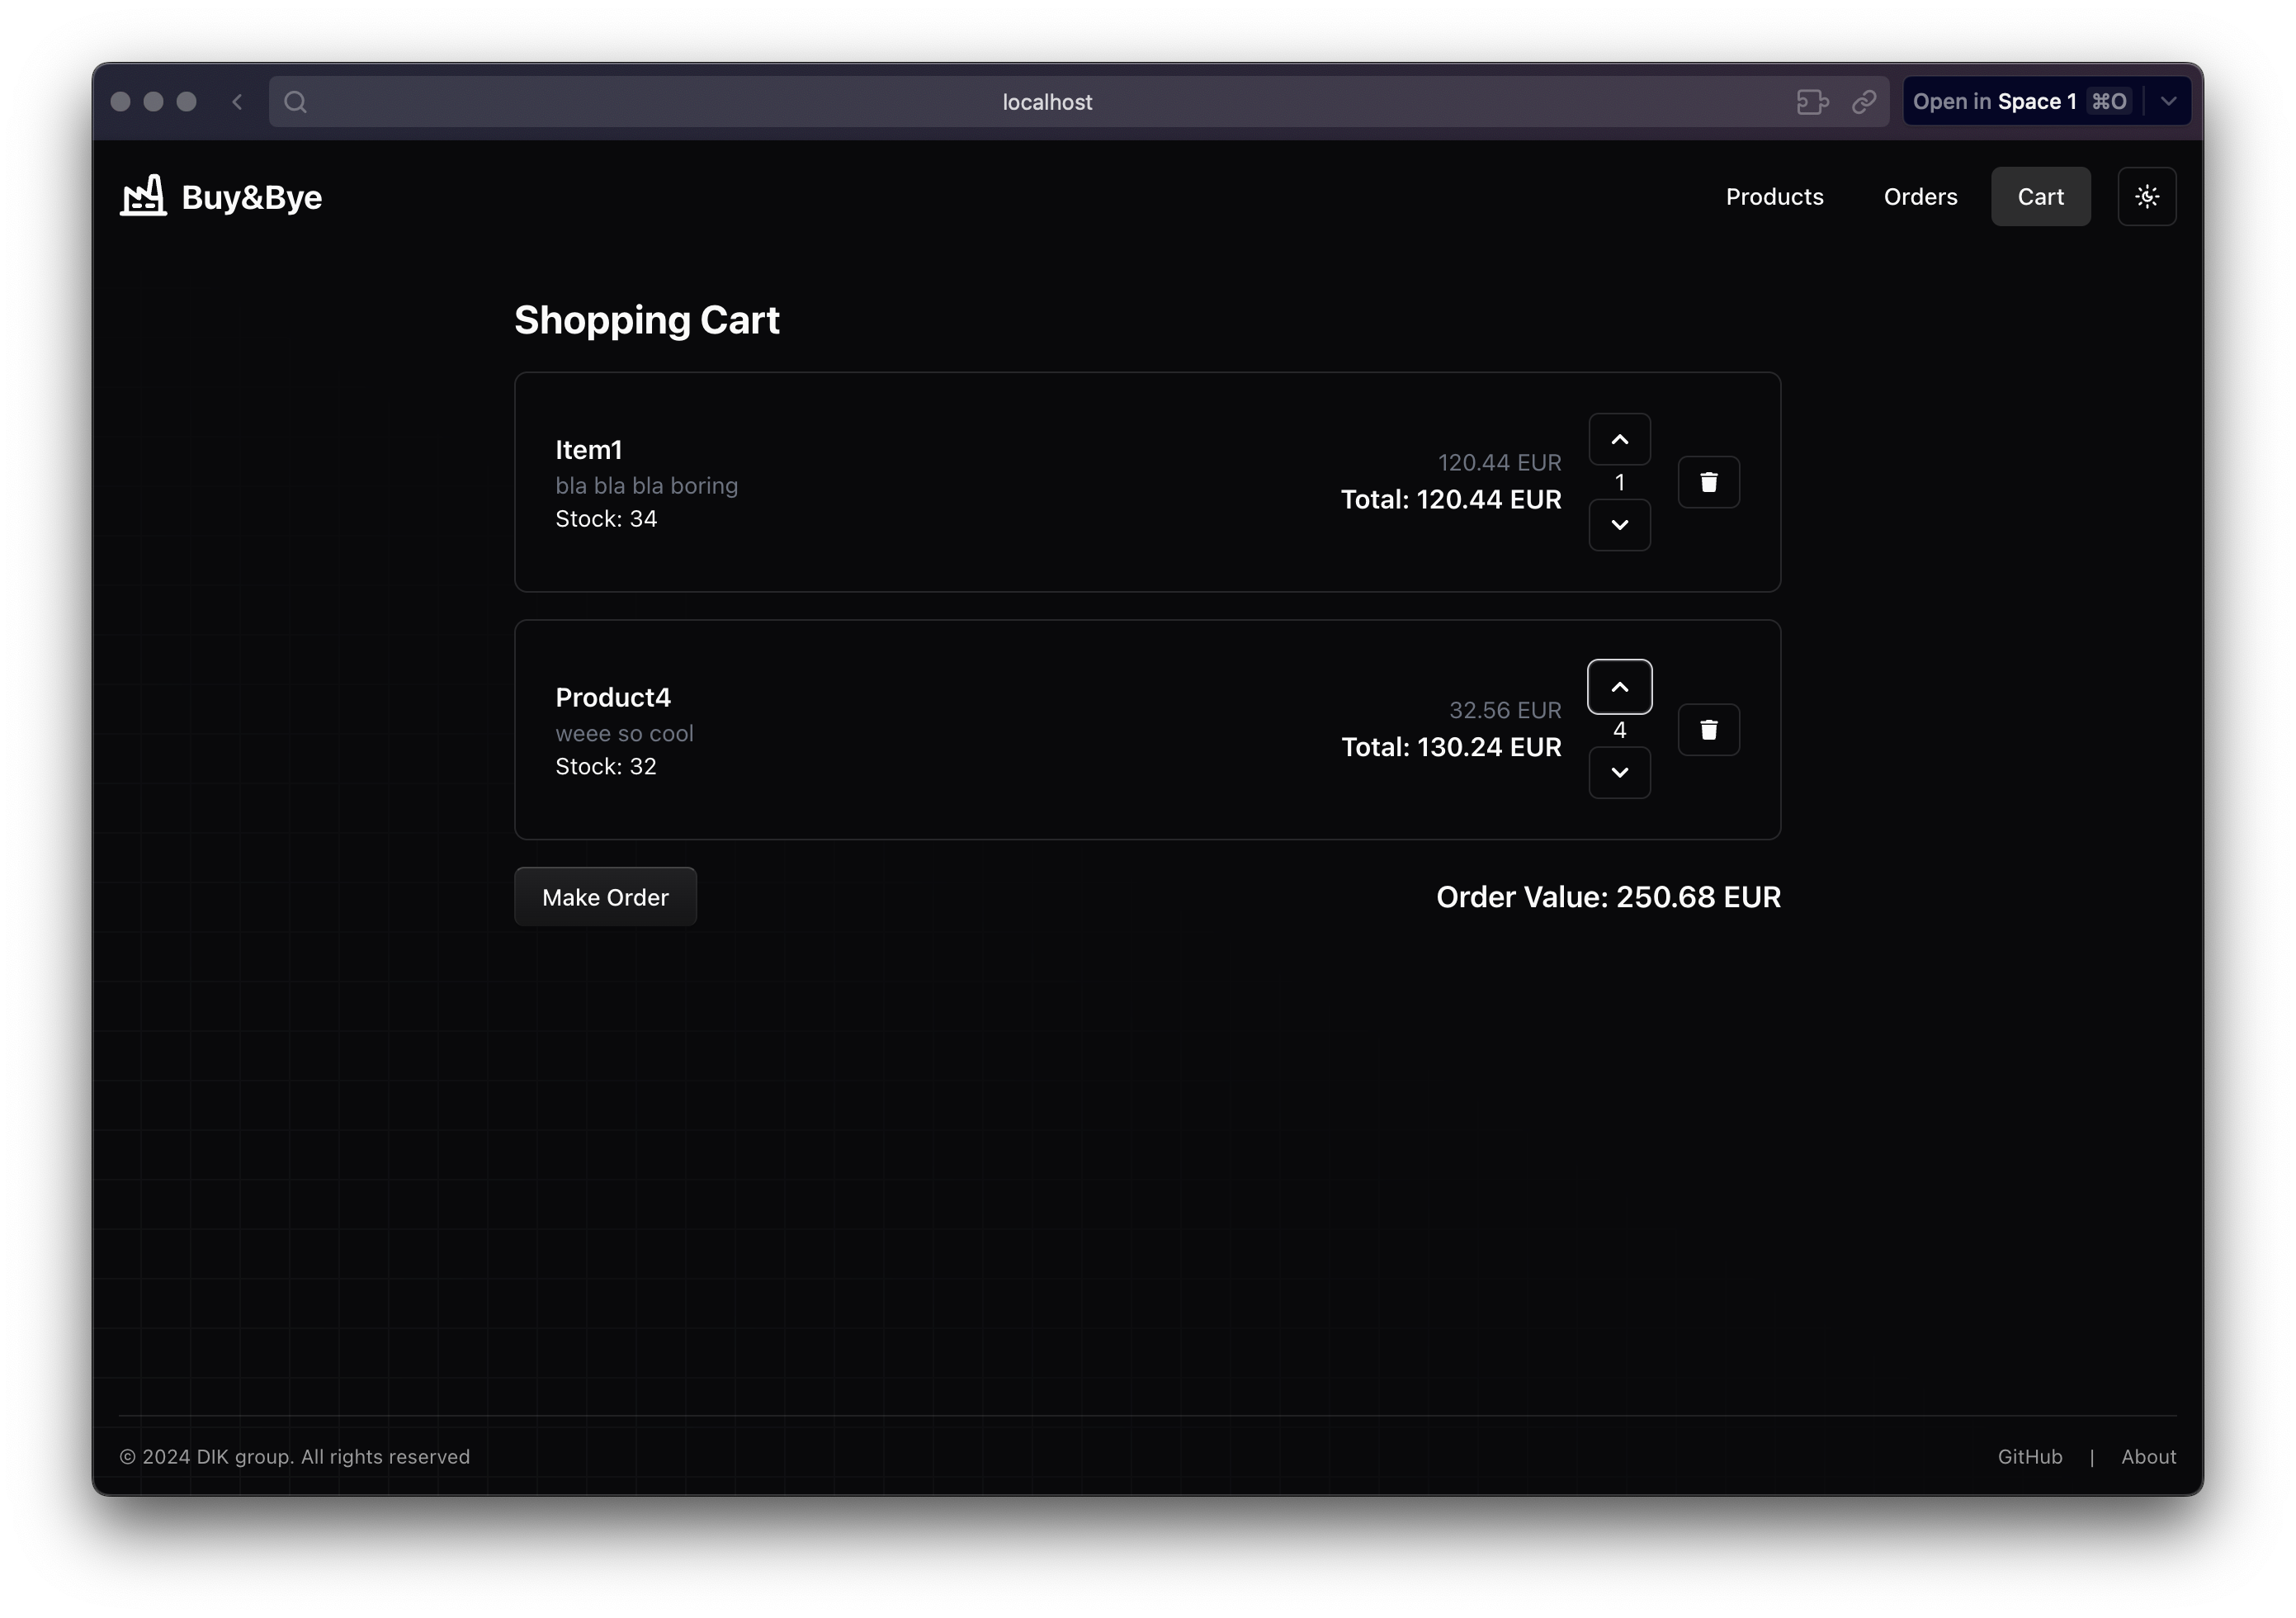 localhost
Open in Space 1 ⌘O
Buy&Bye
Products Orders Cart
Shopping Cart
Item1
bla bla bla boring
Stock: 34
120.44 EUR
Total: 120.44 EUR
1
Product4
weee so cool
Stock: 32
32.56 EUR
Total: 130.24 EUR
4
Make Order
Order Value: 250.68 EUR
© 2024 DIK group. All rights reserved
GitHub | About